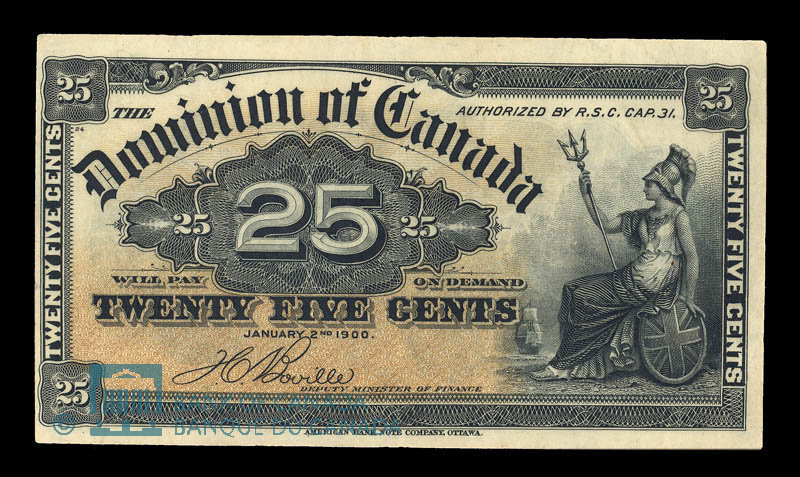 25
25
THE
24
Dominion of Canada
AUTHORIZED BY R.S.C. CAP. 31.
TWENTY FIVE CENTS
TWENTY FIVE CENTS
25
25
25
WILL PAY
ON DEMAND
TWENTY FIVE CENTS
JANUARY 2ND 1900.
H C Boville
DEPUTY MINISTER OF FINANCE
25
©
BANQUE DU CANADA
AMERICAN BANK NOTE COMPANY, OTTAWA.